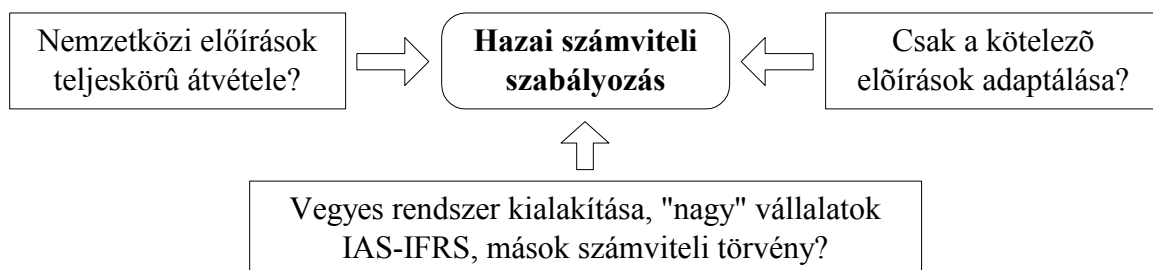 Nemzetközi előírások
teljeskörû átvétele?
Hazai számviteli
szabályozás
Csak a kötelezõ
elõírások adaptálása?
Vegyes rendszer kialakítása, "nagy" vállalatok
IAS-IFRS, mások számviteli törvény?